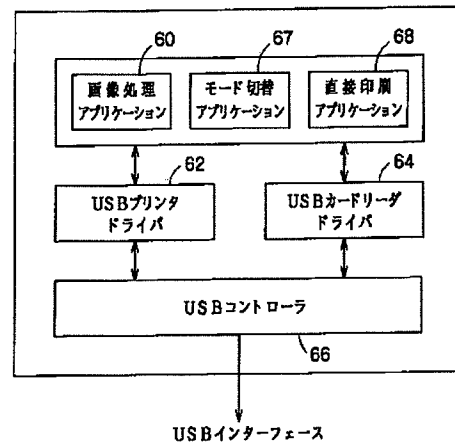 60
67
68
画像処理
アプリケーション
モード切替
アプリケーション
直接印刷
アプリケーション
62
64
USBプリンタ
ドライバ
USBカードリーダ
ドライバ
USBコントローラ
66
USBインターフェース